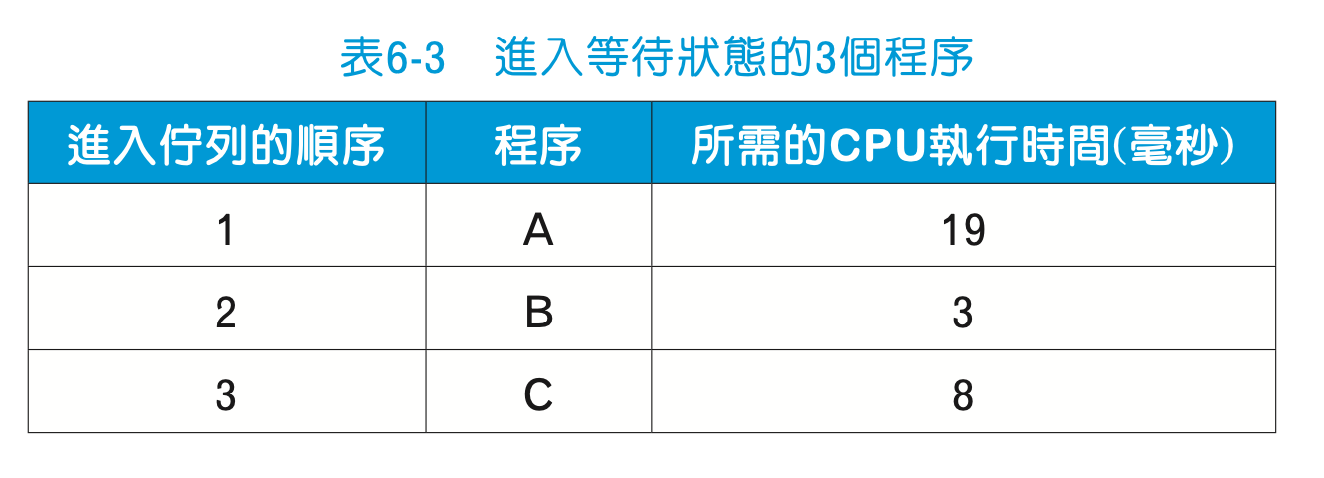 表6-3 進入等待狀態的3個程序
進入佇列的順序 程序 所需的CPU執行時間(毫秒)
1 A 19
2 B 3
3 C 8